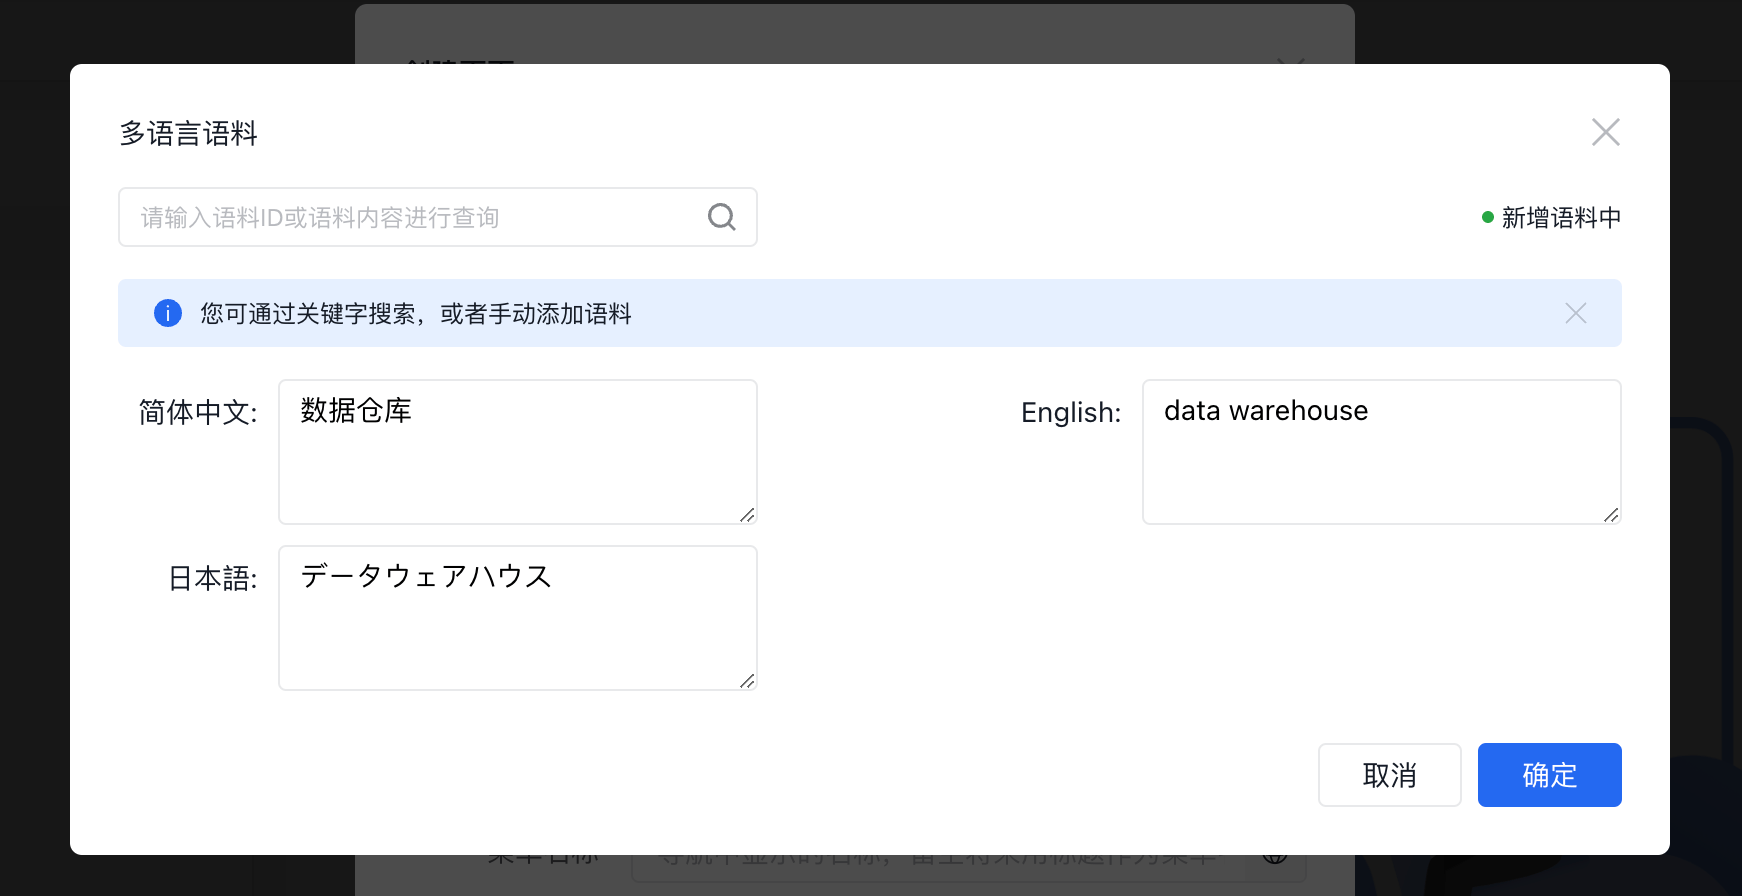 多语言语料
请输入语料ID或语料内容进行查询
新增语料中
您可通过关键字搜索，或者手动添加语料
简体中文:
数据仓库
English:
data warehouse
日本語:
データウェアハウス
取消
确定